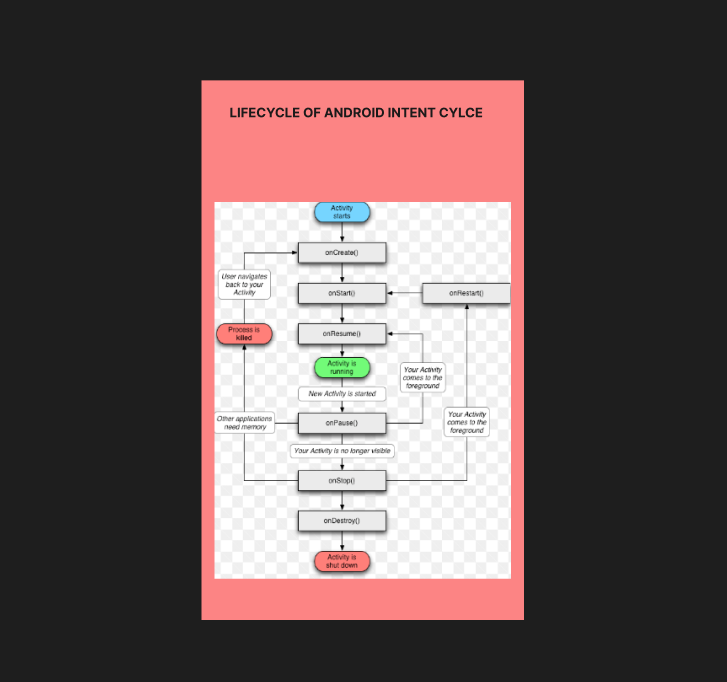 LIFECYCLE OF ANDROID INTENT CYLCE
Activity
starts
onCreate()
User navigates
back to your
Activity
onStart()
onRestart()
Process is
killed
onResume()
Activity is
running
Your Activity
comes to the
foreground
New Activity is started
Other applications
need memory
onPause()
Your Activity
comes to the
foreground
Your Activity is no longer visible
onStop()
onDestroy()
Activity is
shut down